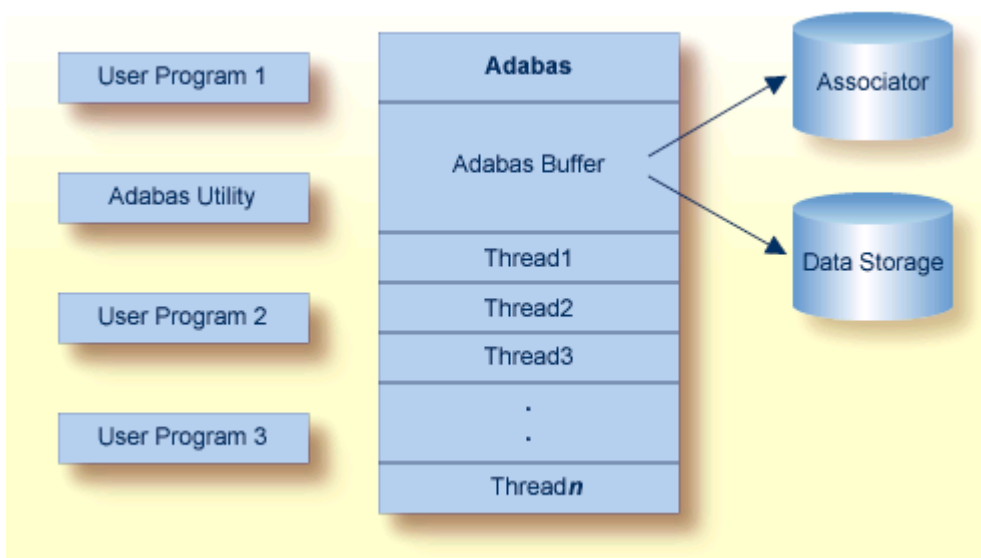 User Program 1
Adabas Utility
User Program 2
User Program 3
Adabas
Adabas Buffer
Thread1
Thread2
Thread3
.
.
Threadn
Associator
Data Storage